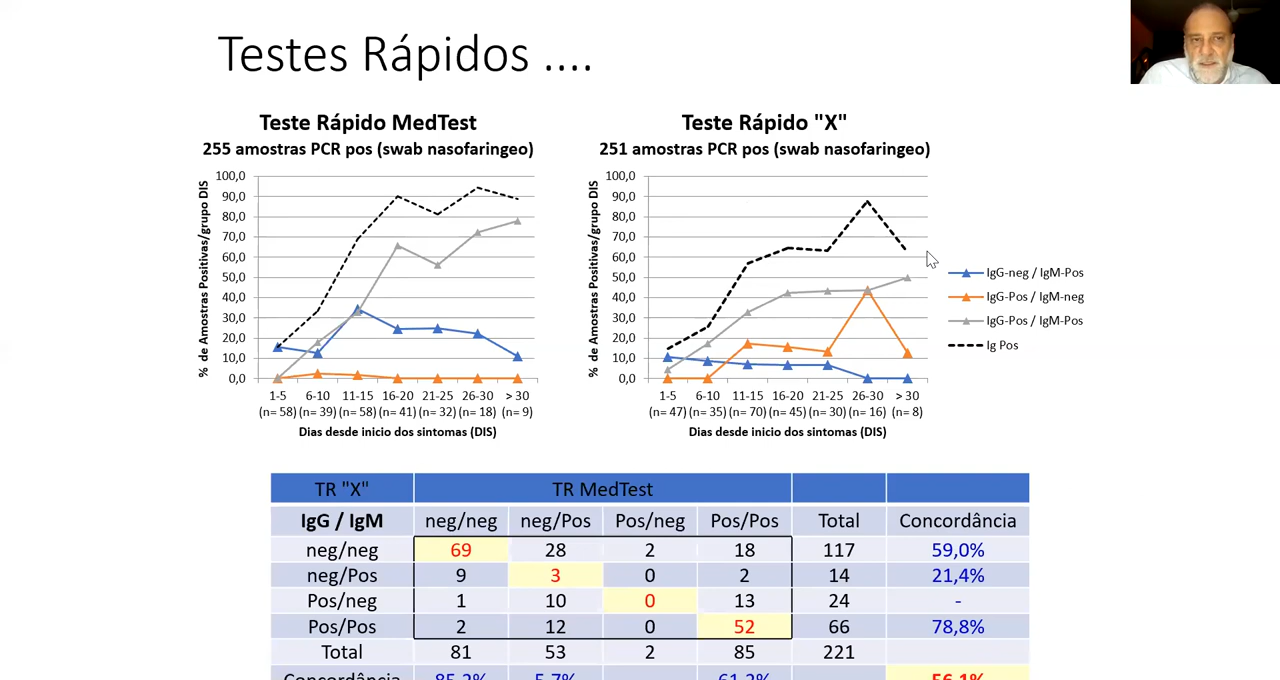 Testes Rápidos ....
Teste Rápido MedTest
255 amostras PCR pos (swab nasofaringeo)
% de Amostras Positivas/grupo DIS
100,0
90,0
80,0
70,0
60,0
50,0
40,0
30,0
20,0
10,0
0,0
1-5 6-10 11-15 16-20 21-25 26-30 > 30
(n= 58) (n= 39) (n= 58) (n= 41) (n= 32) (n= 18) (n= 9)
Dias desde inicio dos sintomas (DIS)
Teste Rápido "X"
251 amostras PCR pos (swab nasofaringeo)
% de Amostras Positivas/grupo DIS
100,0
90,0
80,0
70,0
60,0
50,0
40,0
30,0
20,0
10,0
0,0
1-5 6-10 11-15 16-20 21-25 26-30 > 30
(n= 47) (n= 35) (n= 70) (n= 45) (n= 30) (n= 16) (n= 8)
Dias desde inicio dos sintomas (DIS)
IgG-neg / IgM-Pos
IgG-Pos / IgM-neg
IgG-Pos / IgM-Pos
Ig Pos
TR "X" TR MedTest
IgG / IgM neg/neg neg/Pos Pos/neg Pos/Pos Total Concordância
neg/neg 69 28 2 18 117 59,0%
neg/Pos 9 3 0 2 14 21,4%
Pos/neg 1 10 0 13 24 -
Pos/Pos 2 12 0 52 66 78,8%
Total 81 53 2 85 221
Concordância 85,2% 5,7% 61,2% 56,1%